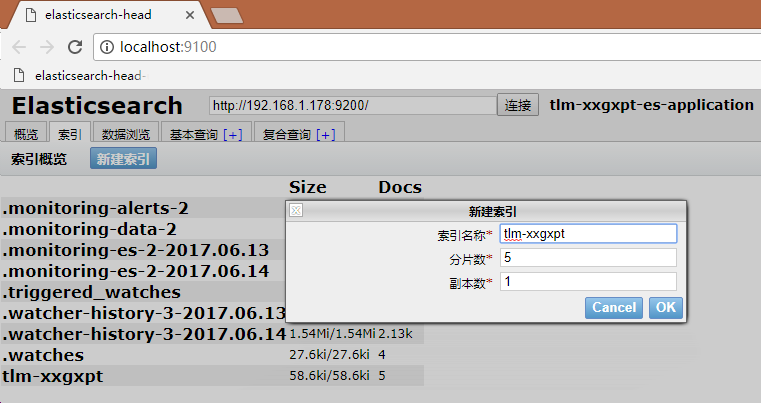 elasticsearch-head
localhost:9100
elasticsearch-head-
Elasticsearch http://192.168.1.178:9200/ 连接 tlm-xxgxpt-es-application
概览 索引 数据浏览 基本查询 [+] 复合查询 [+]
索引概览 新建索引
Size Docs
.monitoring-alerts-2
.monitoring-data-2
.monitoring-es-2-2017.06.13
.monitoring-es-2-2017.06.14
.triggered_watches
.watcher-history-3-2017.06.13
.watcher-history-3-2017.06.14 1.54Mi/1.54Mi 2.13k
.watches 27.6ki/27.6ki 4
tlm-xxgxpt 58.6ki/58.6ki 5
新建索引
索引名称* tlm-xxgxpt
分片数* 5
副本数* 1
Cancel OK